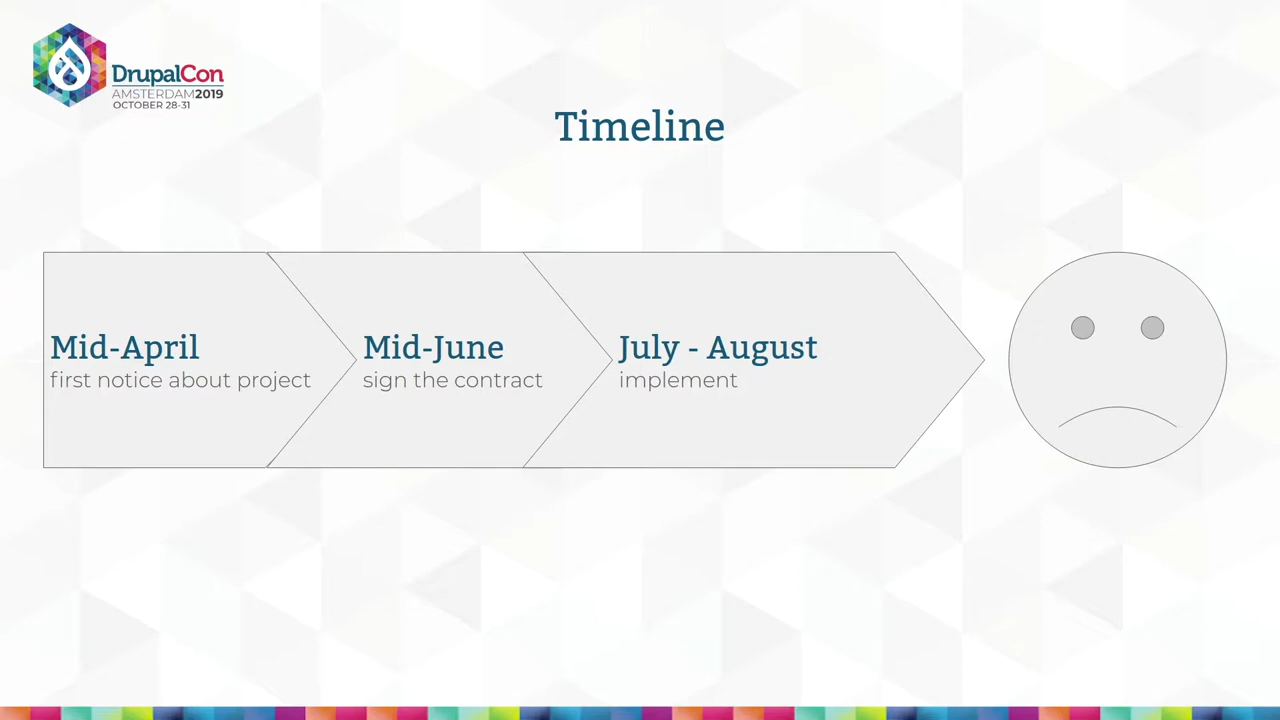 DrupalCon
AMSTERDAM2019
OCTOBER 28-31
Timeline
Mid-April
first notice about project
Mid-June
sign the contract
July - August
implement